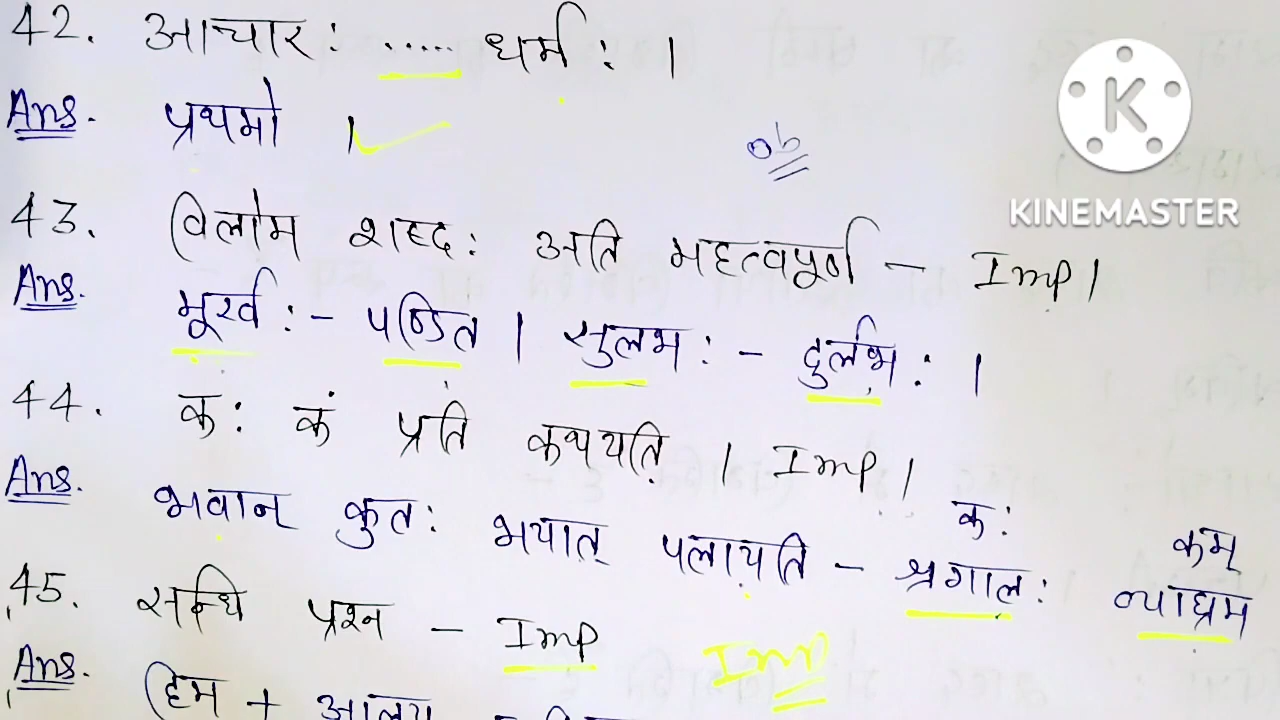 42. आचारः ..... धर्मः ।
Ans. प्रथमो ।
43. विलोम शब्दः अति महत्वपूर्ण - Imp।
Ans. मूर्खः - पण्डित । सुलभः - दुर्लभः ।
44. कः कं प्रति कथयति । Imp।
कः कम्
Ans. भवान् कुतः भयात् पलायति - श्रगालः व्याघ्रम
45. सन्धि प्रश्न - Imp Imp
Ans. हिम + आलय
K
KINEMASTER